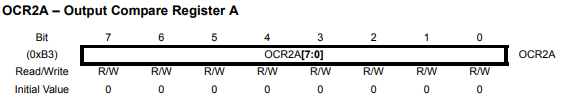 OCR2A – Output Compare Register A
Bit 7 6 5 4 3 2 1 0
(0xB3) OCR2A[7:0] OCR2A
Read/Write R/W R/W R/W R/W R/W R/W R/W R/W
Initial Value 0 0 0 0 0 0 0 0